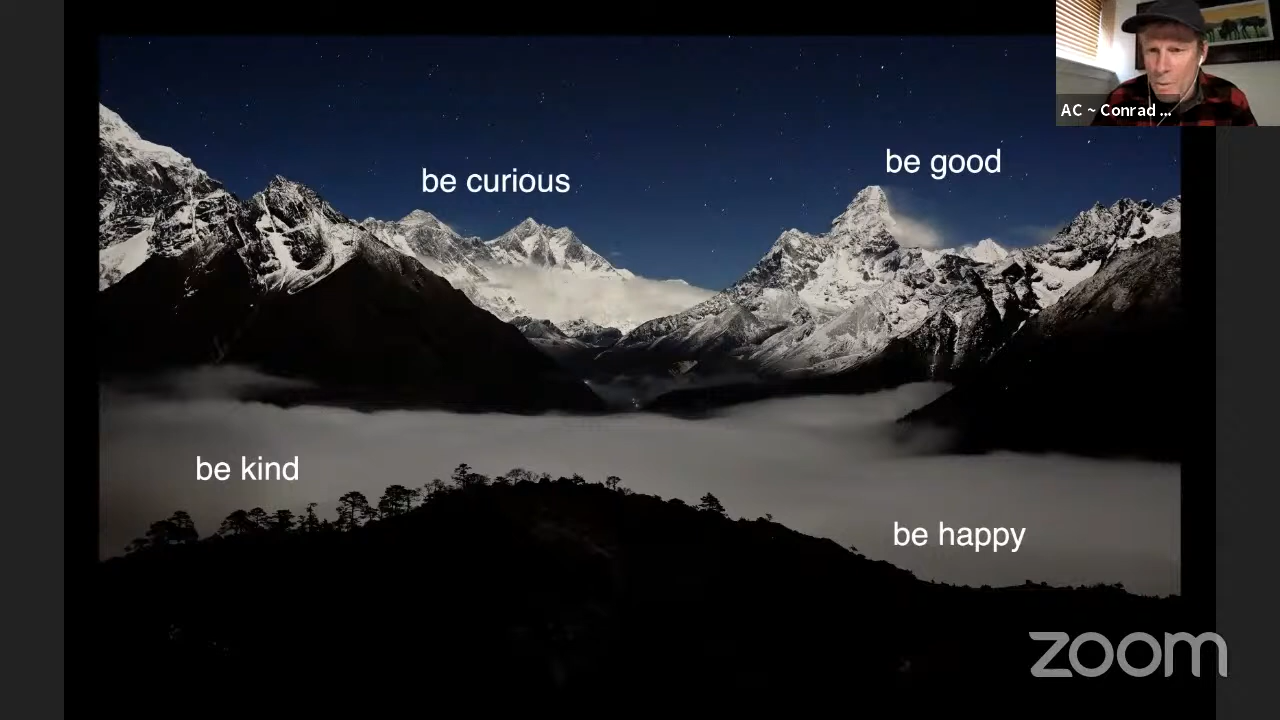 AC ~ Conrad ...
be good
be curious
be kind
be happy
zoom